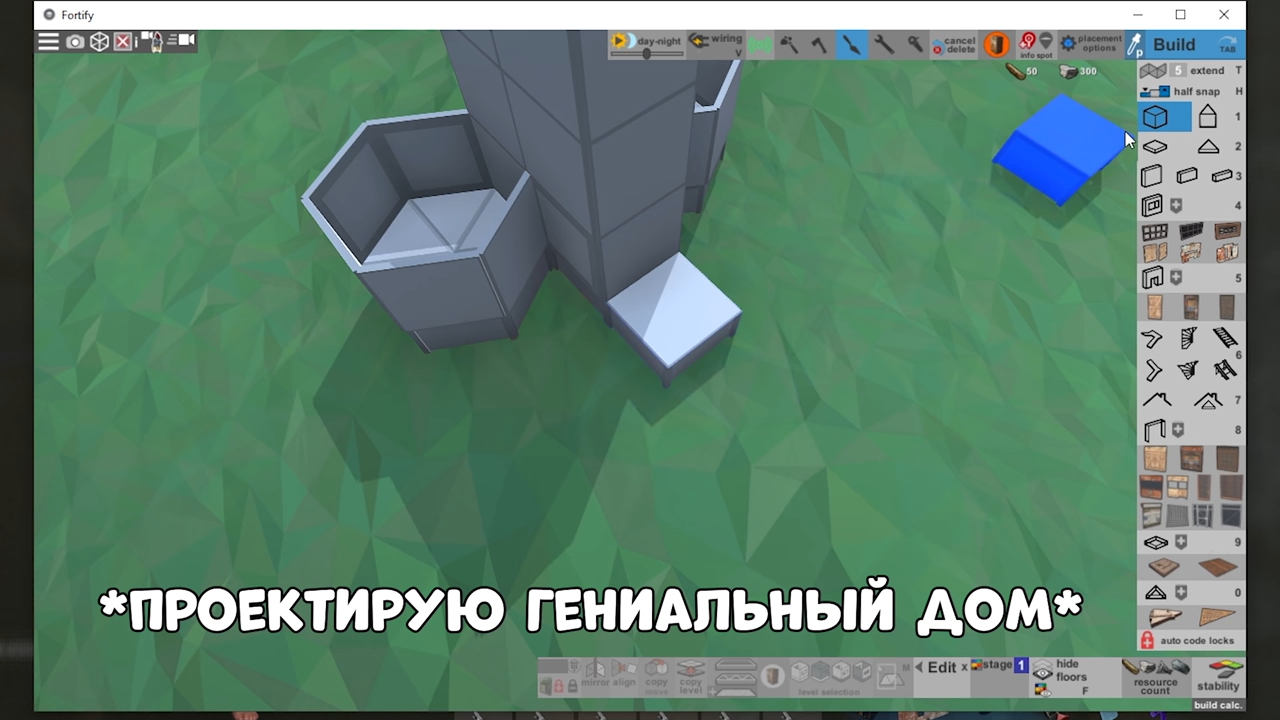 Fortify
day-night
wiring
V
cancel
delete
info spot
placement
options
P
Build
TAB
50
300
5
extend
T
half snap
H
1
2
3
4
5
6
7
8
9
0
auto code locks
*ПРОЕКТИРУЮ ГЕНИАЛЬНЫЙ ДОМ*
mirror
align
copy
move
copy
level
level selection
M
Edit
X
stage
1
hide
floors
F
resource
count
stability
build calc.